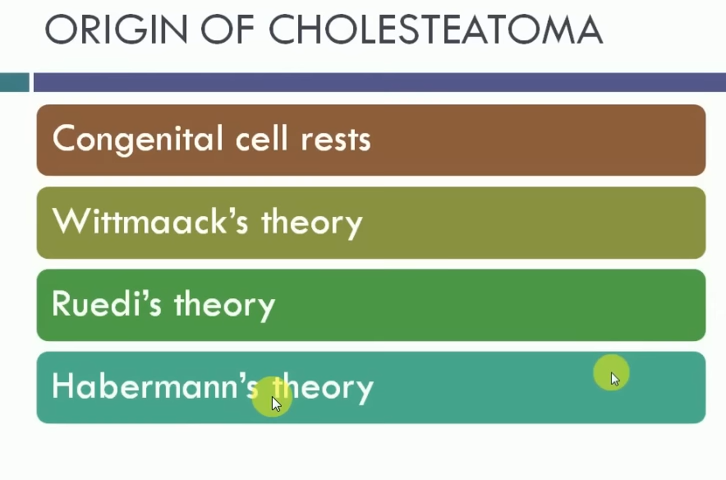 ORIGIN OF CHOLESTEATOMA
Congenital cell rests
Wittmaack's theory
Ruedi's theory
Habermann's theory